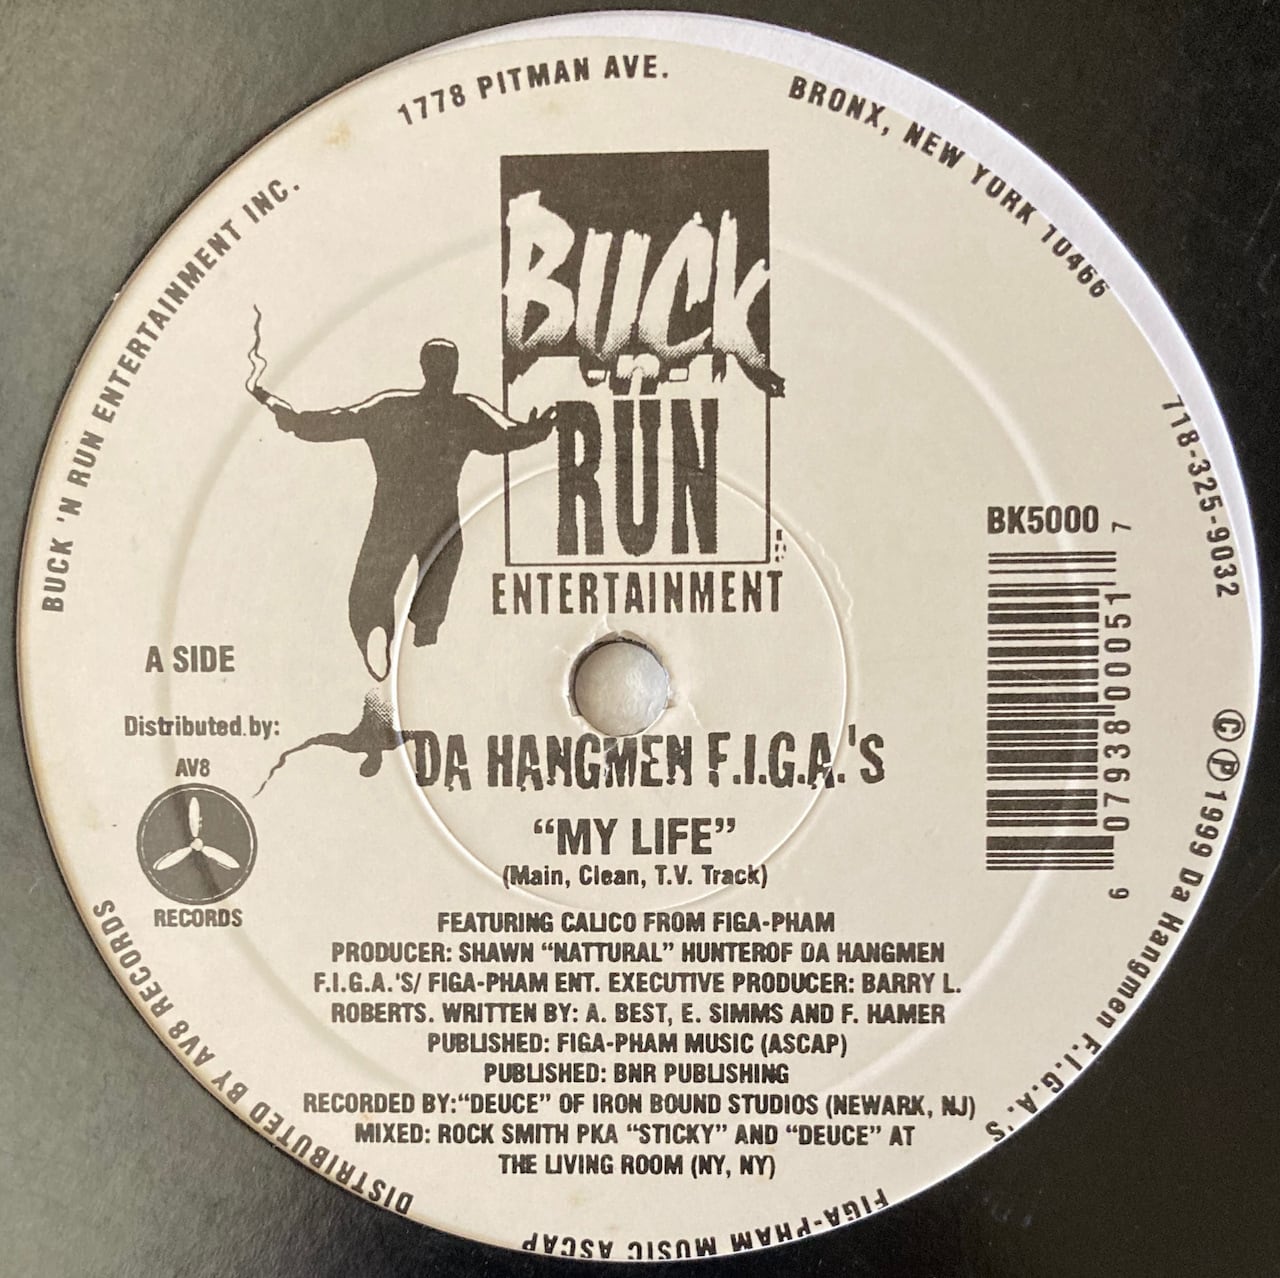 BUCK 'N RUN ENTERTAINMENT INC.
1778 PITMAN AVE.
BRONX, NEW YORK 10466
718-325-9032
BUCK
RÜN
ENTERTAINMENT
BK5000
6 07938 00051 7
A SIDE
Distributed by:
AV8
RECORDS
DA HANGMEN F.I.G.A.'S
“MY LIFE”
(Main, Clean, T.V. Track)
FEATURING CALICO FROM FIGA-PHAM
PRODUCER: SHAWN “NATTURAL” HUNTEROF DA HANGMEN
F.I.G.A.'S/ FIGA-PHAM ENT. EXECUTIVE PRODUCER: BARRY L.
ROBERTS. WRITTEN BY: A. BEST, E. SIMMS AND F. HAMER
PUBLISHED: FIGA-PHAM MUSIC (ASCAP)
PUBLISHED: BNR PUBLISHING
RECORDED BY:“DEUCE” OF IRON BOUND STUDIOS (NEWARK, NJ)
MIXED: ROCK SMITH PKA “STICKY” AND “DEUCE” AT
THE LIVING ROOM (NY, NY)
© ℗ 1999 Da Hangmen F.I.G.A.'s
FIGA-PHAM MUSIC ASCAP
DISTRIBUTED BY AV8 RECORDS